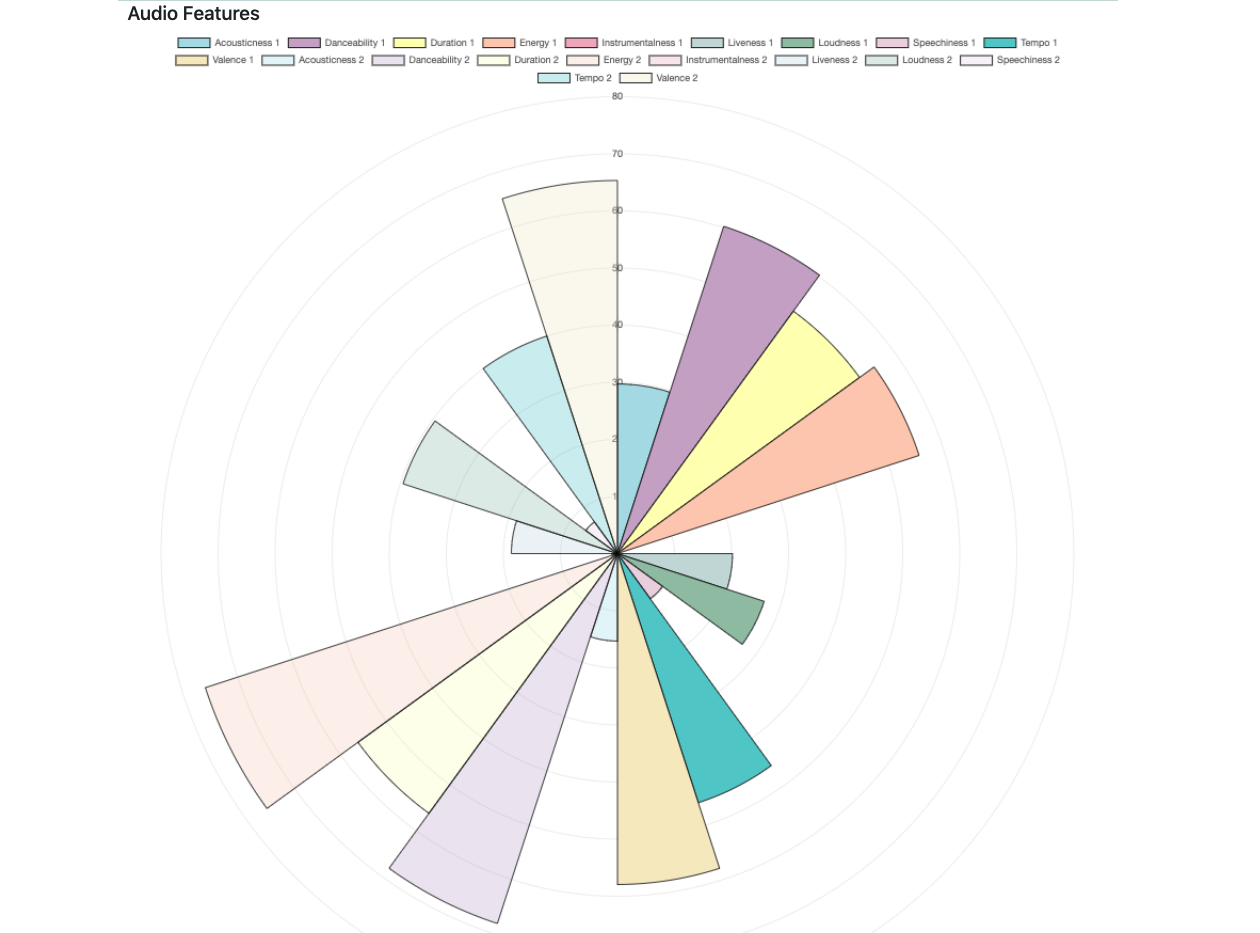 Audio Features
Acousticness 1 Danceability 1 Duration 1 Energy 1 Instrumentalness 1 Liveness 1 Loudness 1 Speechiness 1 Tempo 1
Valence 1 Acousticness 2 Danceability 2 Duration 2 Energy 2 Instrumentalness 2 Liveness 2 Loudness 2 Speechiness 2
Tempo 2 Valence 2
80
70
60
50
40
30
2
1